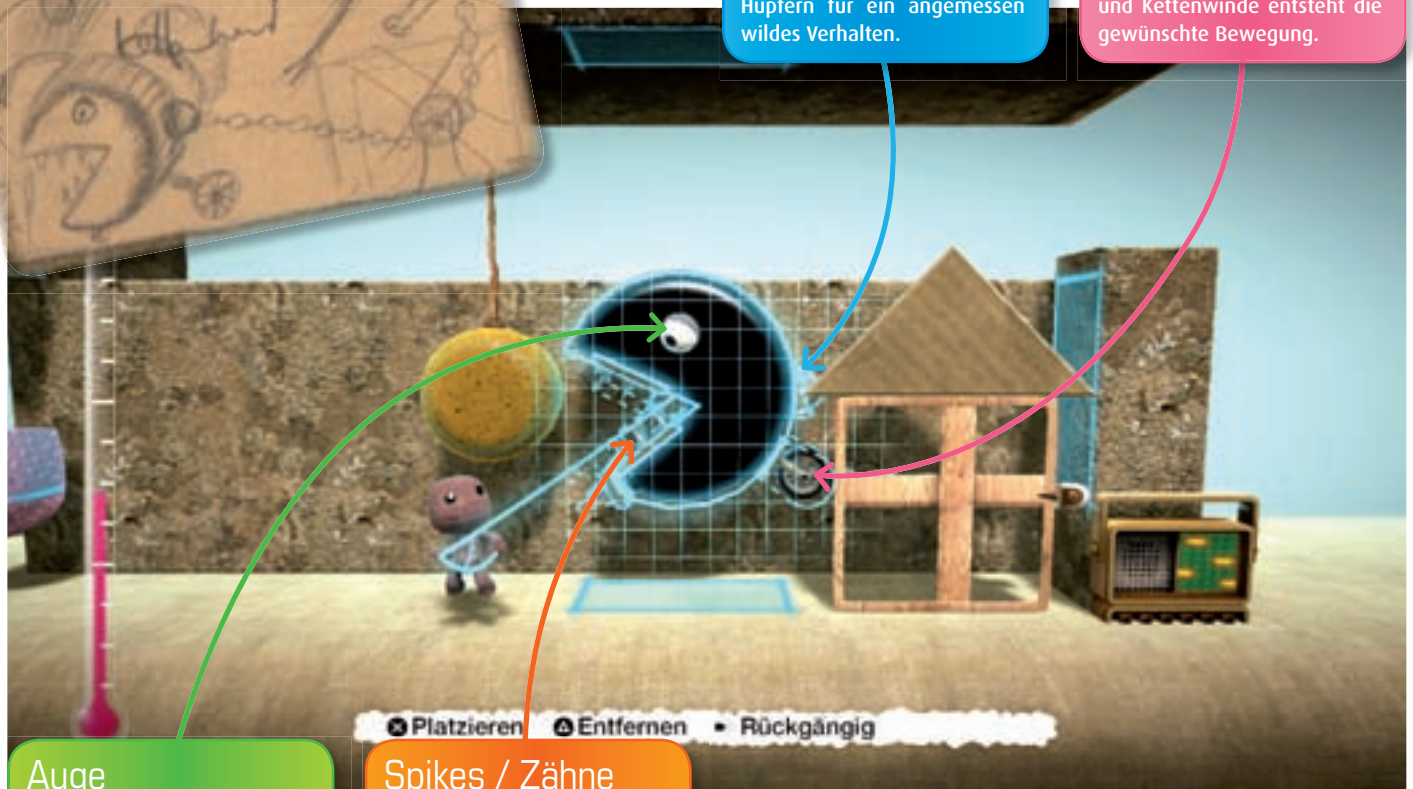 Hüpfern für ein angemessen
wildes Verhalten.
und Kettenwinde entsteht die
gewünschte Bewegung.
Platzieren Entfernen Rückgängig
Auge
Spikes / Zähne